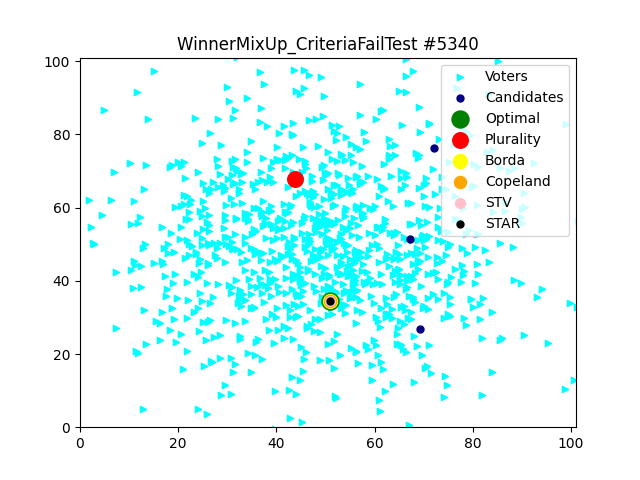 WinnerMixUp_CriteriaFailTest #5340
100
80
60
40
20
0
0
20
40
60
80
100
Voters
Candidates
Optimal
Plurality
Borda
Copeland
STV
STAR